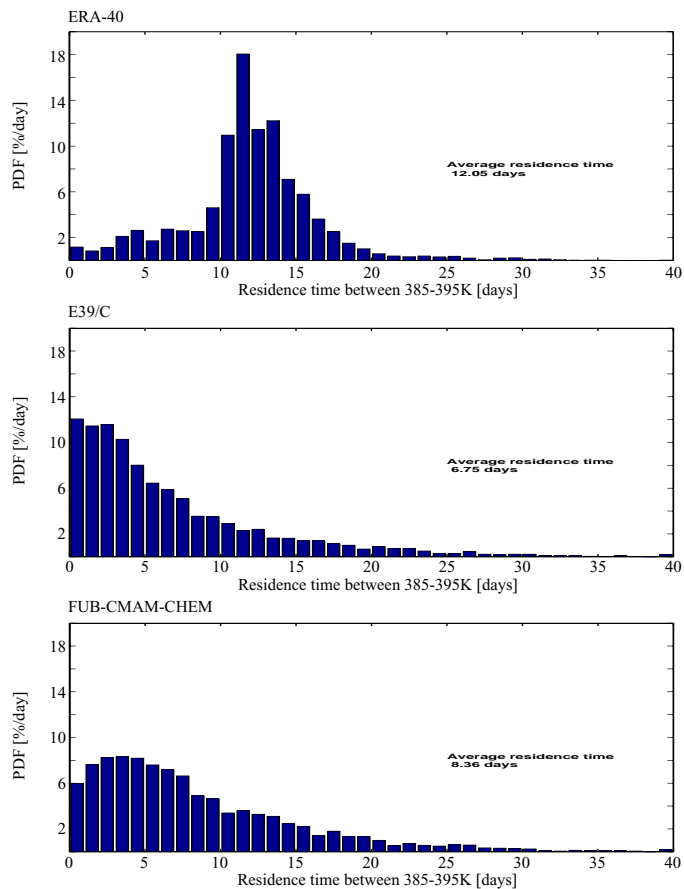 ERA-40
18
14
10
6
2
PDF [%/day]
Average residence time
12.05 days
0 5 10 15 20 25 30 35 40
Residence time between 385-395K [days]
E39/C
18
14
10
6
2
PDF [%/day]
Average residence time
6.75 days
0 5 10 15 20 25 30 35 40
Residence time between 385-395K [days]
FUB-CMAM-CHEM
18
14
10
6
2
PDF [%/day]
Average residence time
8.36 days
0 5 10 15 20 25 30 35 40
Residence time between 385-395K [days]